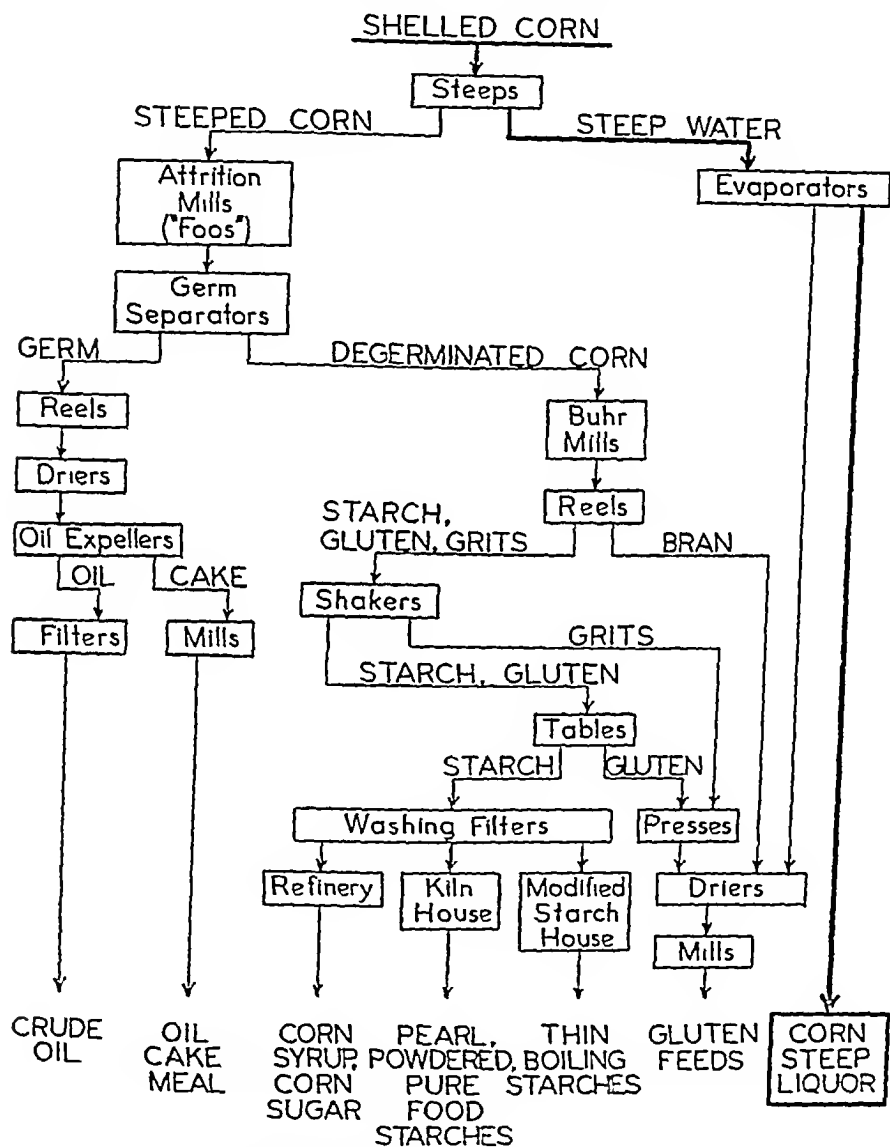 SHELLED CORN
Steeps
STEEPED CORN
STEEP WATER
Attrition
Mills
("Foos")
Evaporators
Germ
Separators
GERM
DEGERMINATED CORN
Reels
Buhr
Mills
Driers
Reels
STARCH,
GLUTEN, GRITS
BRAN
Oil Expellers
OIL
CAKE
Shakers
Filters
Mills
GRITS
STARCH, GLUTEN
Tables
STARCH
GLUTEN
Washing Filters
Presses
Refinery
Kiln
House
Modified
Starch
House
Driers
Mills
CRUDE
OIL
OIL
CAKE
MEAL
CORN
SYRUP,
CORN
SUGAR
PEARL,
POWDERED,
PURE
FOOD
STARCHES
THIN
BOILING
STARCHES
GLUTEN
FEEDS
CORN
STEEP
LIQUOR